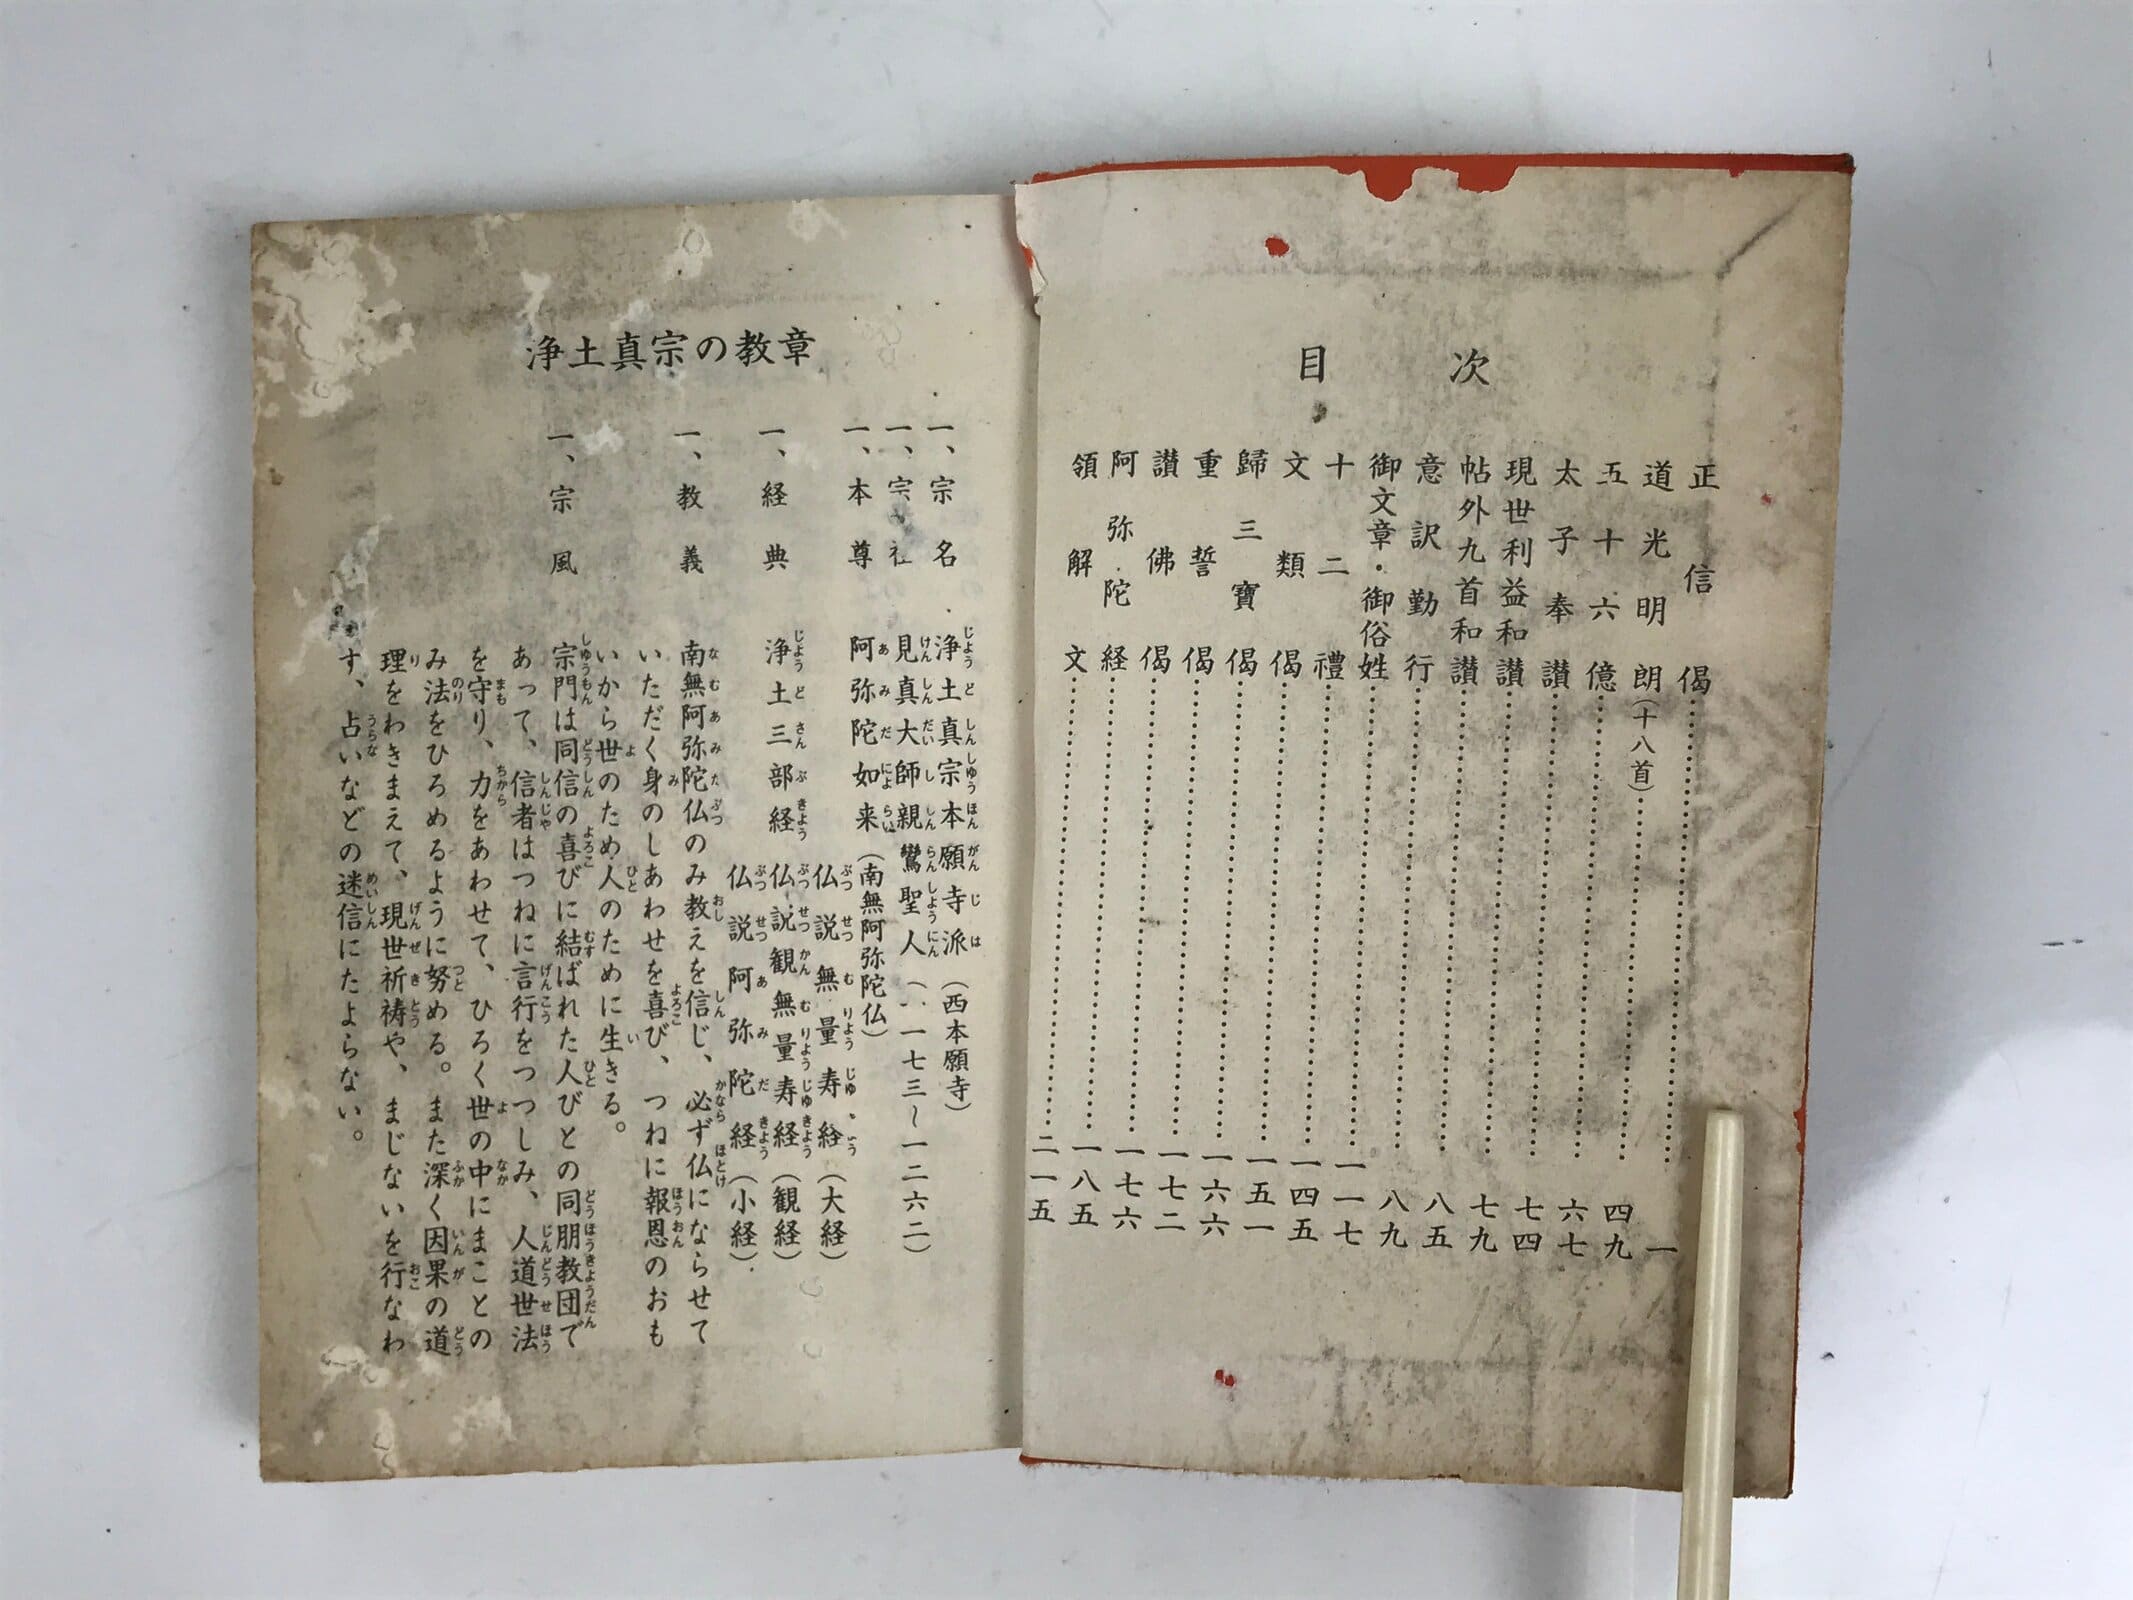 目次
正信偈……………………一
道光明朗（十八首）……………………四九
五十六億……………………六七
太子奉讃……………………七四
現世利益和讃……………………七九
帖外九首和讃……………………八五
意訳勤行……………………八九
御文章・御俗姓……………………一一七
十二禮……………………一四五
文類偈……………………一五一
歸三寶偈……………………一六六
重誓偈……………………一七二
讃佛偈……………………一七六
阿弥陀経……………………一八五
領解文……………………二一五
浄土真宗の教章
一、宗名 浄土真宗本願寺派（西本願寺）
一、宗祖 見真大師親鸞聖人（一一七三～一二六二）
一、本尊 阿弥陀如来（南無阿弥陀仏）
一、経典 浄土三部経 仏説無量寿経（大経）
仏説観無量寿経（観経）
仏説阿弥陀経（小経）
一、教義 南無阿弥陀仏のみ教えを信じ、必ず仏にならせて
いただく身のしあわせを喜び、つねに報恩のおも
いから世のため人のために生きる。
一、宗風 宗門は同信の喜びに結ばれた人びとの同朋教団で
あって、信者はつねに言行をつつしみ、人道世法
を守り、力をあわせて、ひろく世の中にまことの
み法をひろめるように努める。また深く因果の道
理をわきまえて、現世祈祷や、まじないを行なわ
す、占いなどの迷信にたよらない。